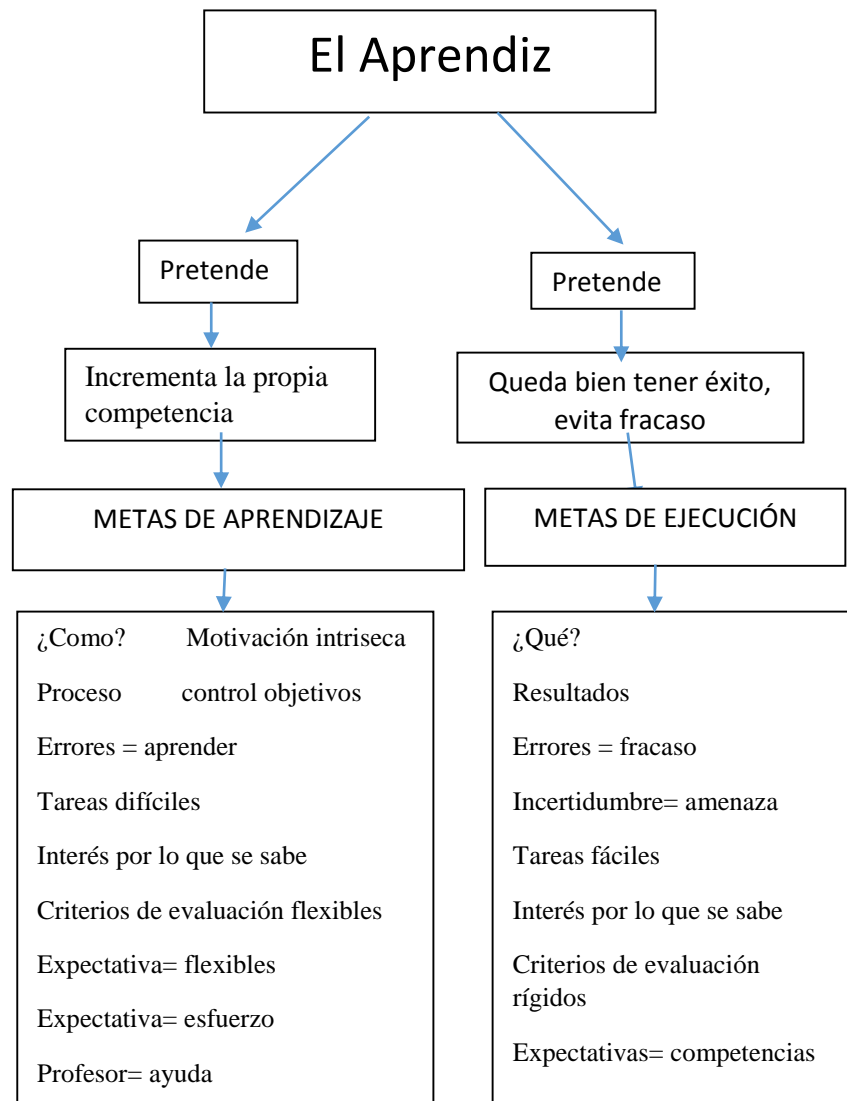 El Aprendiz
Pretende
Incrementa la propia
competencia
METAS DE APRENDIZAJE
¿Como? Motivación intriseca
Proceso control objetivos
Errores = aprender
Tareas difíciles
Interés por lo que se sabe
Criterios de evaluación flexibles
Expectativa= flexibles
Expectativa= esfuerzo
Profesor= ayuda
Pretende
Queda bien tener éxito,
evita fracaso
METAS DE EJECUCIÓN
¿Qué?
Resultados
Errores = fracaso
Incertidumbre= amenaza
Tareas fáciles
Interés por lo que se sabe
Criterios de evaluación
rígidos
Expectativas= competencias